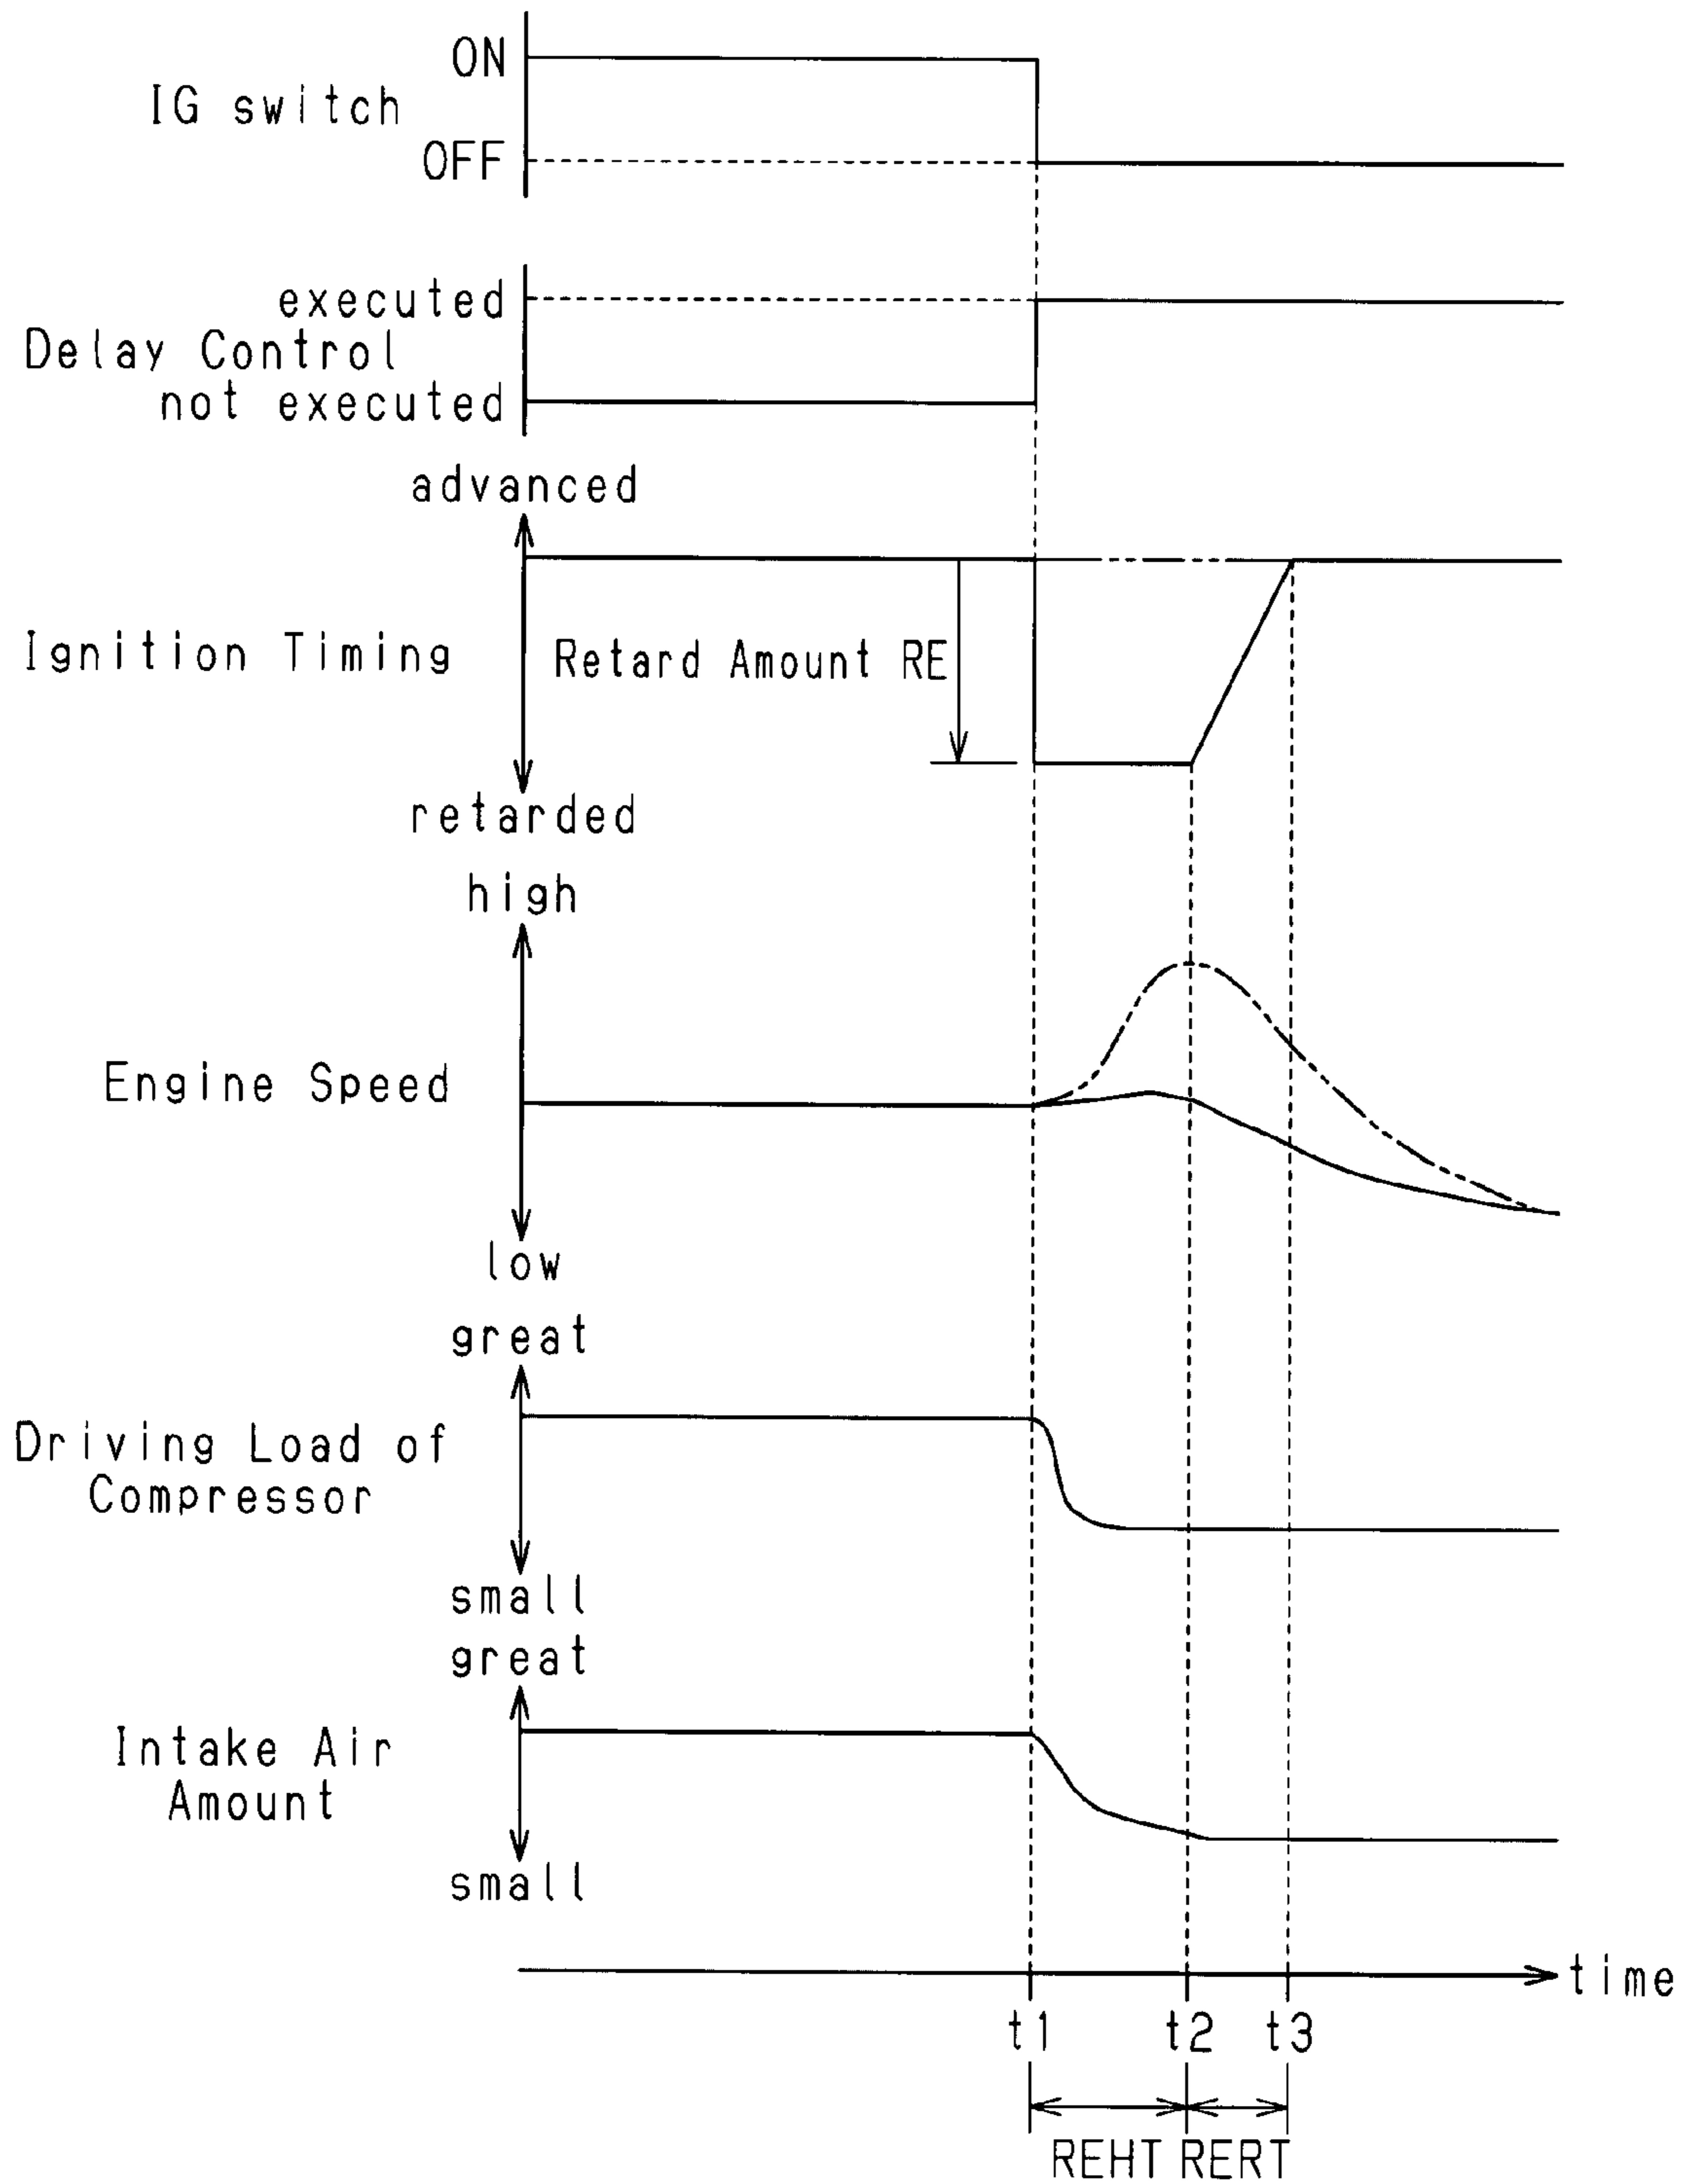 ON
IG switch
OFF
executed
Delay Control
not executed
advanced
Ignition Timing
Retard Amount RE
retarded
high
Engine Speed
low
great
Driving Load of
Compressor
small
great
Intake Air
Amount
small
time
t1 t2 t3
REHT RERT